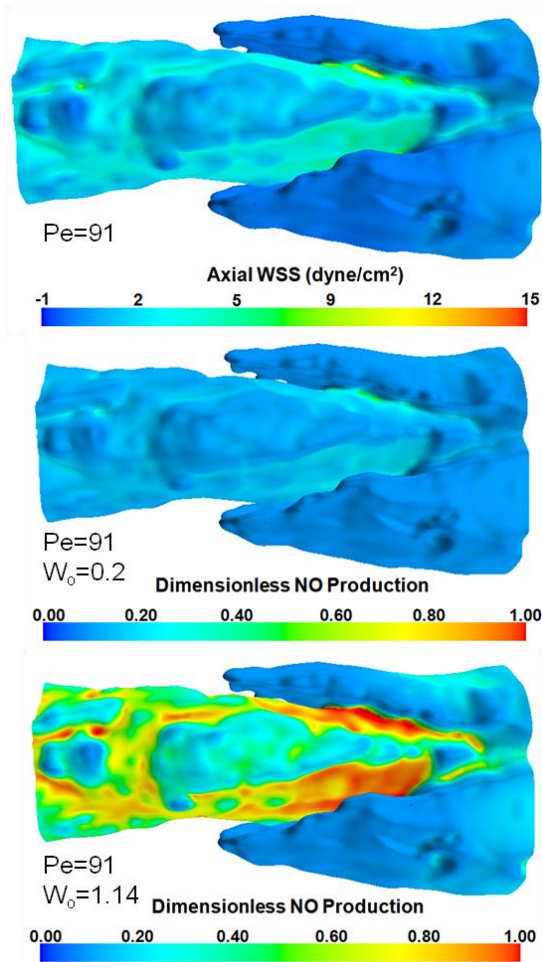 Pe=91
Axial WSS (dyne/cm²)
-1 2 5 9 12 15
Pe=91
Wₒ=0.2
Dimensionless NO Production
0.00 0.20 0.40 0.60 0.80 1.00
Pe=91
Wₒ=1.14
Dimensionless NO Production
0.00 0.20 0.40 0.60 0.80 1.00